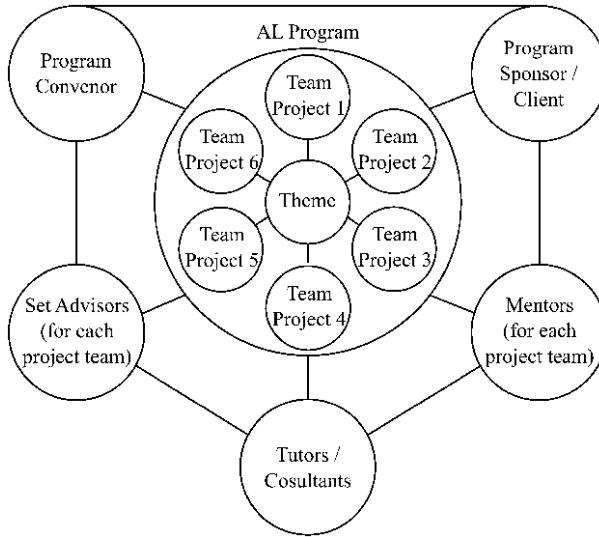 AL Program
Program
Convenor
Program
Sponsor /
Client
Team
Project 1
Team
Project 6
Team
Project 2
Theme
Team
Project 5
Team
Project 3
Team
Project 4
Set Advisors
(for each
project team)
Mentors
(for each
project team)
Tutors /
Cosultants